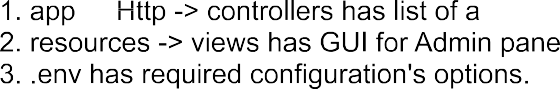 1. app Http -> controllers has list of a
2. resources -> views has GUI for Admin pane
3. .env has required configuration's options.